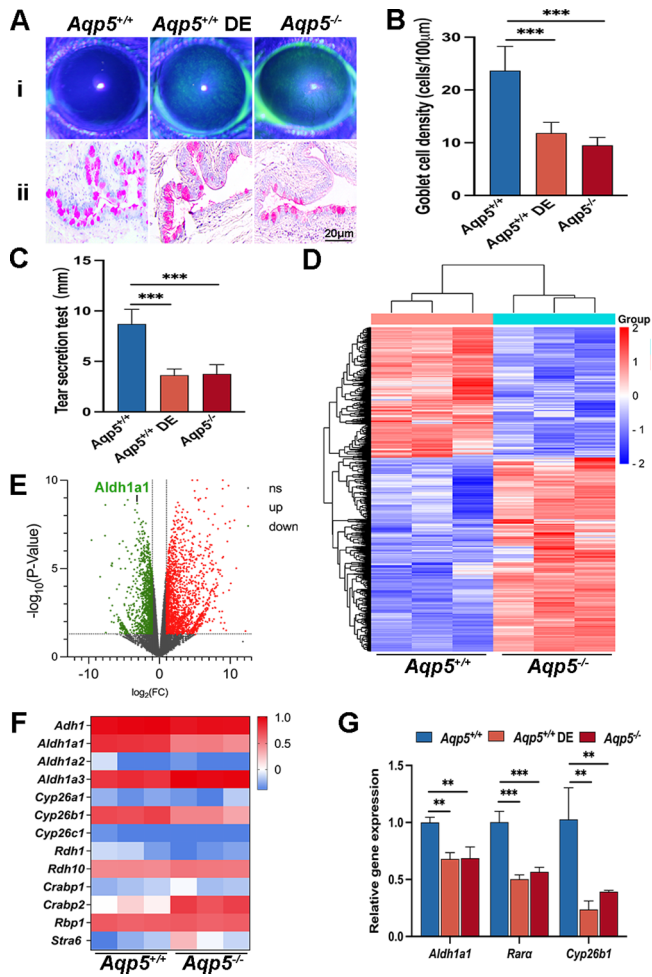 A
Aqp5+/+ Aqp5+/+ DE Aqp5-/-
i
ii
20μm
B
Goblet cell density (cells/100μm)
30
20
10
0
***
***
Aqp5+/+
Aqp5+/+ DE
Aqp5-/-
C
Tear secretion test (mm)
15
10
5
0
***
***
Aqp5+/+
Aqp5+/+ DE
Aqp5-/-
D
Group
2
1
0
-1
-2
Aqp5+/+ Aqp5-/-
E
Aldh1a1
ns
up
down
-log10(P-Value)
10
5
0
-10 0 10
log2(FC)
F
Adh1
Aldh1a1
Aldh1a2
Aldh1a3
Cyp26a1
Cyp26b1
Cyp26c1
Rdh1
Rdh10
Crabp1
Crabp2
Rbp1
Stra6
1.0
0.5
0.0
Aqp5+/+ Aqp5-/-
G
Aqp5+/+ Aqp5+/+ DE Aqp5-/-
Relative gene expression
1.5
1.0
0.5
0.0
**
**
***
***
**
**
Aldh1a1 Rarα Cyp26b1